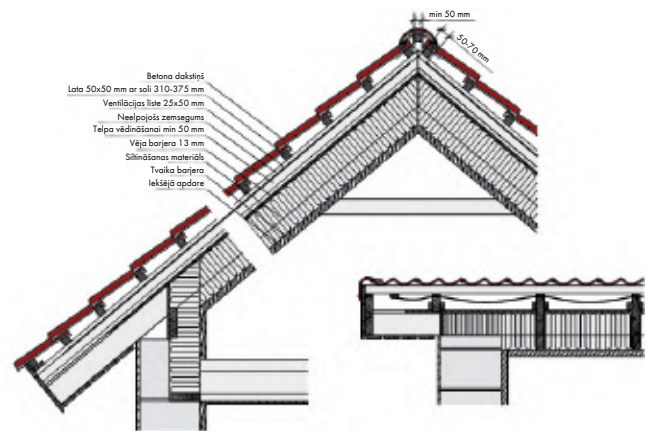 min 50 mm
50-70 mm
Betona dakstiņš
Lata 50x50 mm ar soli 310-375 mm
Ventilācijas līste 25x50 mm
Neelpojošs zemsegums
Telpa vēdināšanai min 50 mm
Vēja barjera 13 mm
Siltināšanas materiāls
Tvaika barjera
Iekšējā apdare